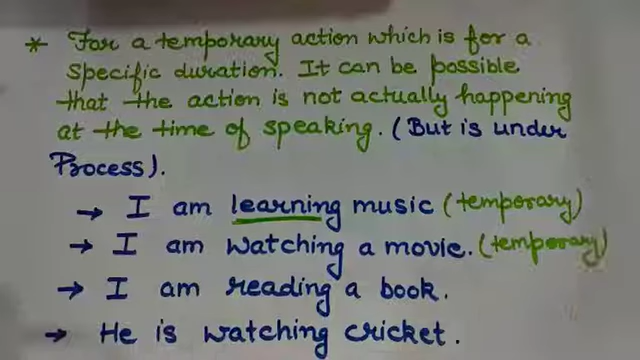 * For a temporary action which is for a
specific duration. It can be possible
that the action is not actually happening
at the time of speaking. (But is under
Process).
→ I am learning music (temporary)
→ I am watching a movie. (temporary)
→ I am reading a book.
→ He is watching cricket.